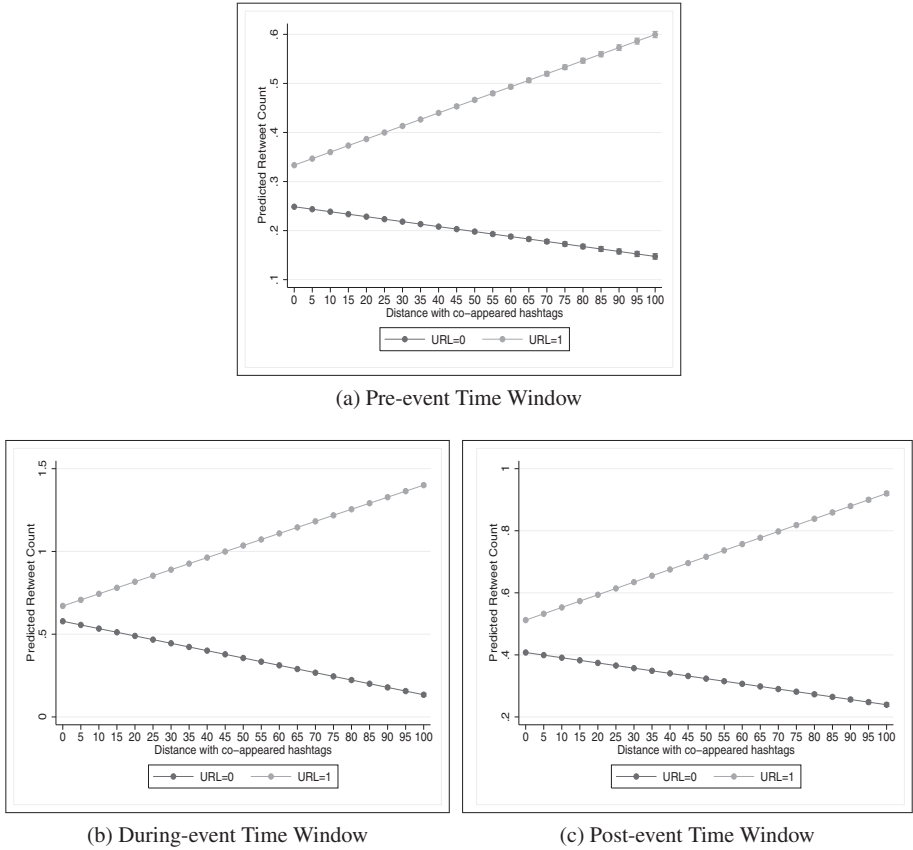 Predicted Retweet Count
.6
.5
.4
.3
.2
.1
0 5 10 15 20 25 30 35 40 45 50 55 60 65 70 75 80 85 90 95 100
Distance with co-appeared hashtags
URL=0 URL=1
(a) Pre-event Time Window
Predicted Retweet Count
1.5
1
.5
0
0 5 10 15 20 25 30 35 40 45 50 55 60 65 70 75 80 85 90 95 100
Distance with co-appeared hashtags
URL=0 URL=1
(b) During-event Time Window
Predicted Retweet Count
1
.8
.6
.4
.2
0 5 10 15 20 25 30 35 40 45 50 55 60 65 70 75 80 85 90 95 100
Distance with co-appeared hashtags
URL=0 URL=1
(c) Post-event Time Window